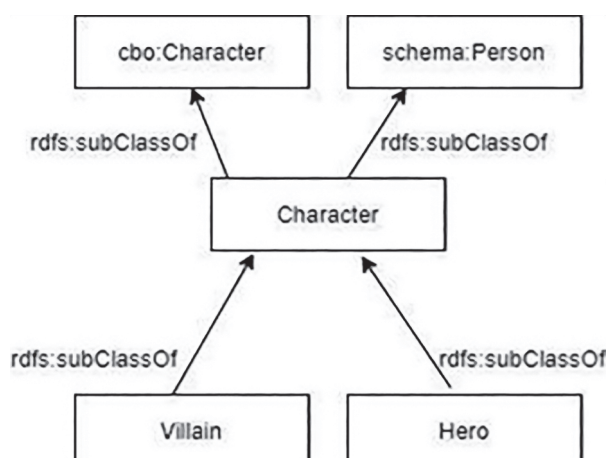 cbo:Character
schema:Person
rdfs:subClassOf
rdfs:subClassOf
Character
rdfs:subClassOf
rdfs:subClassOf
Villain
Hero